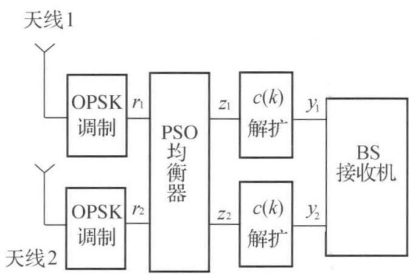 天线1
OPSK
调制
r₁
PSO
均
衡
器
z₁
c(k)
解扩
y₁
BS
接收机
OPSK
调制
r₂
z₂
c(k)
解扩
y₂
天线2